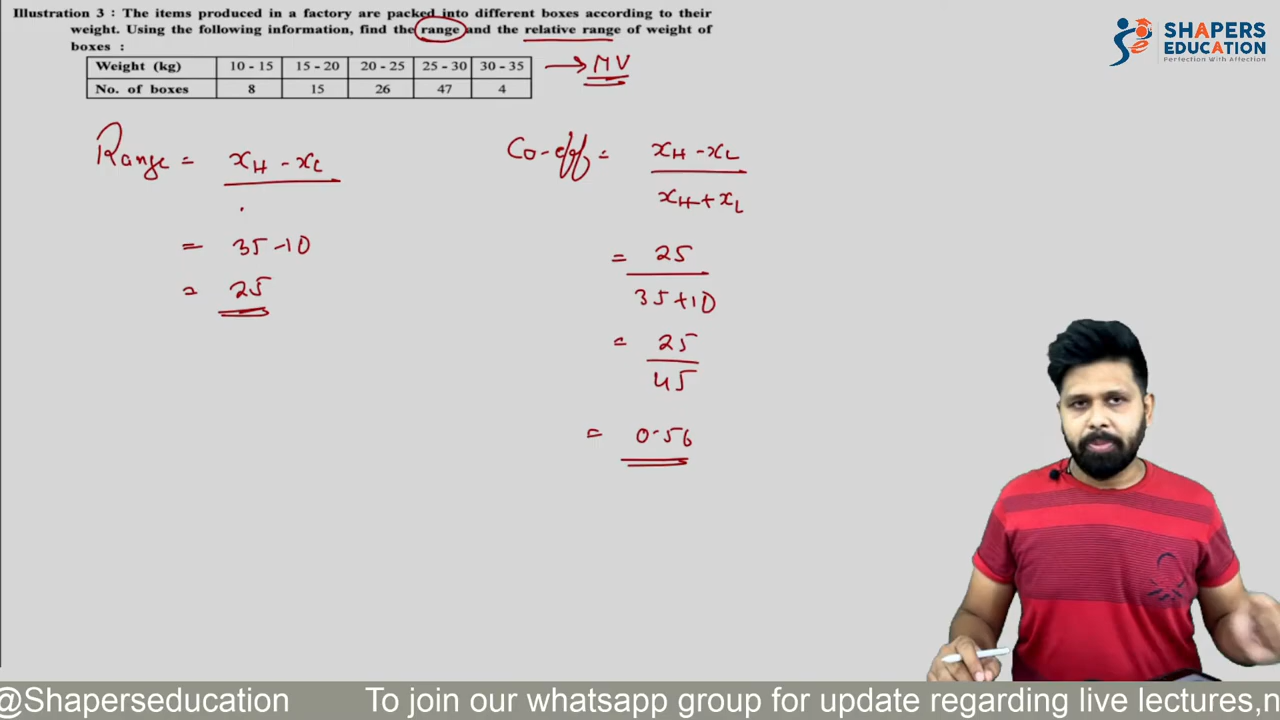 Illustration 3 : The items produced in a factory are packed into different boxes according to their
weight. Using the following information, find the range and the relative range of weight of
boxes :
Weight (kg) 10 - 15 15 - 20 20 - 25 25 - 30 30 - 35
No. of boxes 8 15 26 47 4
→ MV
Range = xH - xL
= 35 - 10
= 25
Co-eff = xH - xL
xH + xL
= 25
35 + 10
= 25
45
= 0.56
SHAPERS
EDUCATION
Perfection With Affection
@Shaperseducation To join our whatsapp group for update regarding live lectures,n